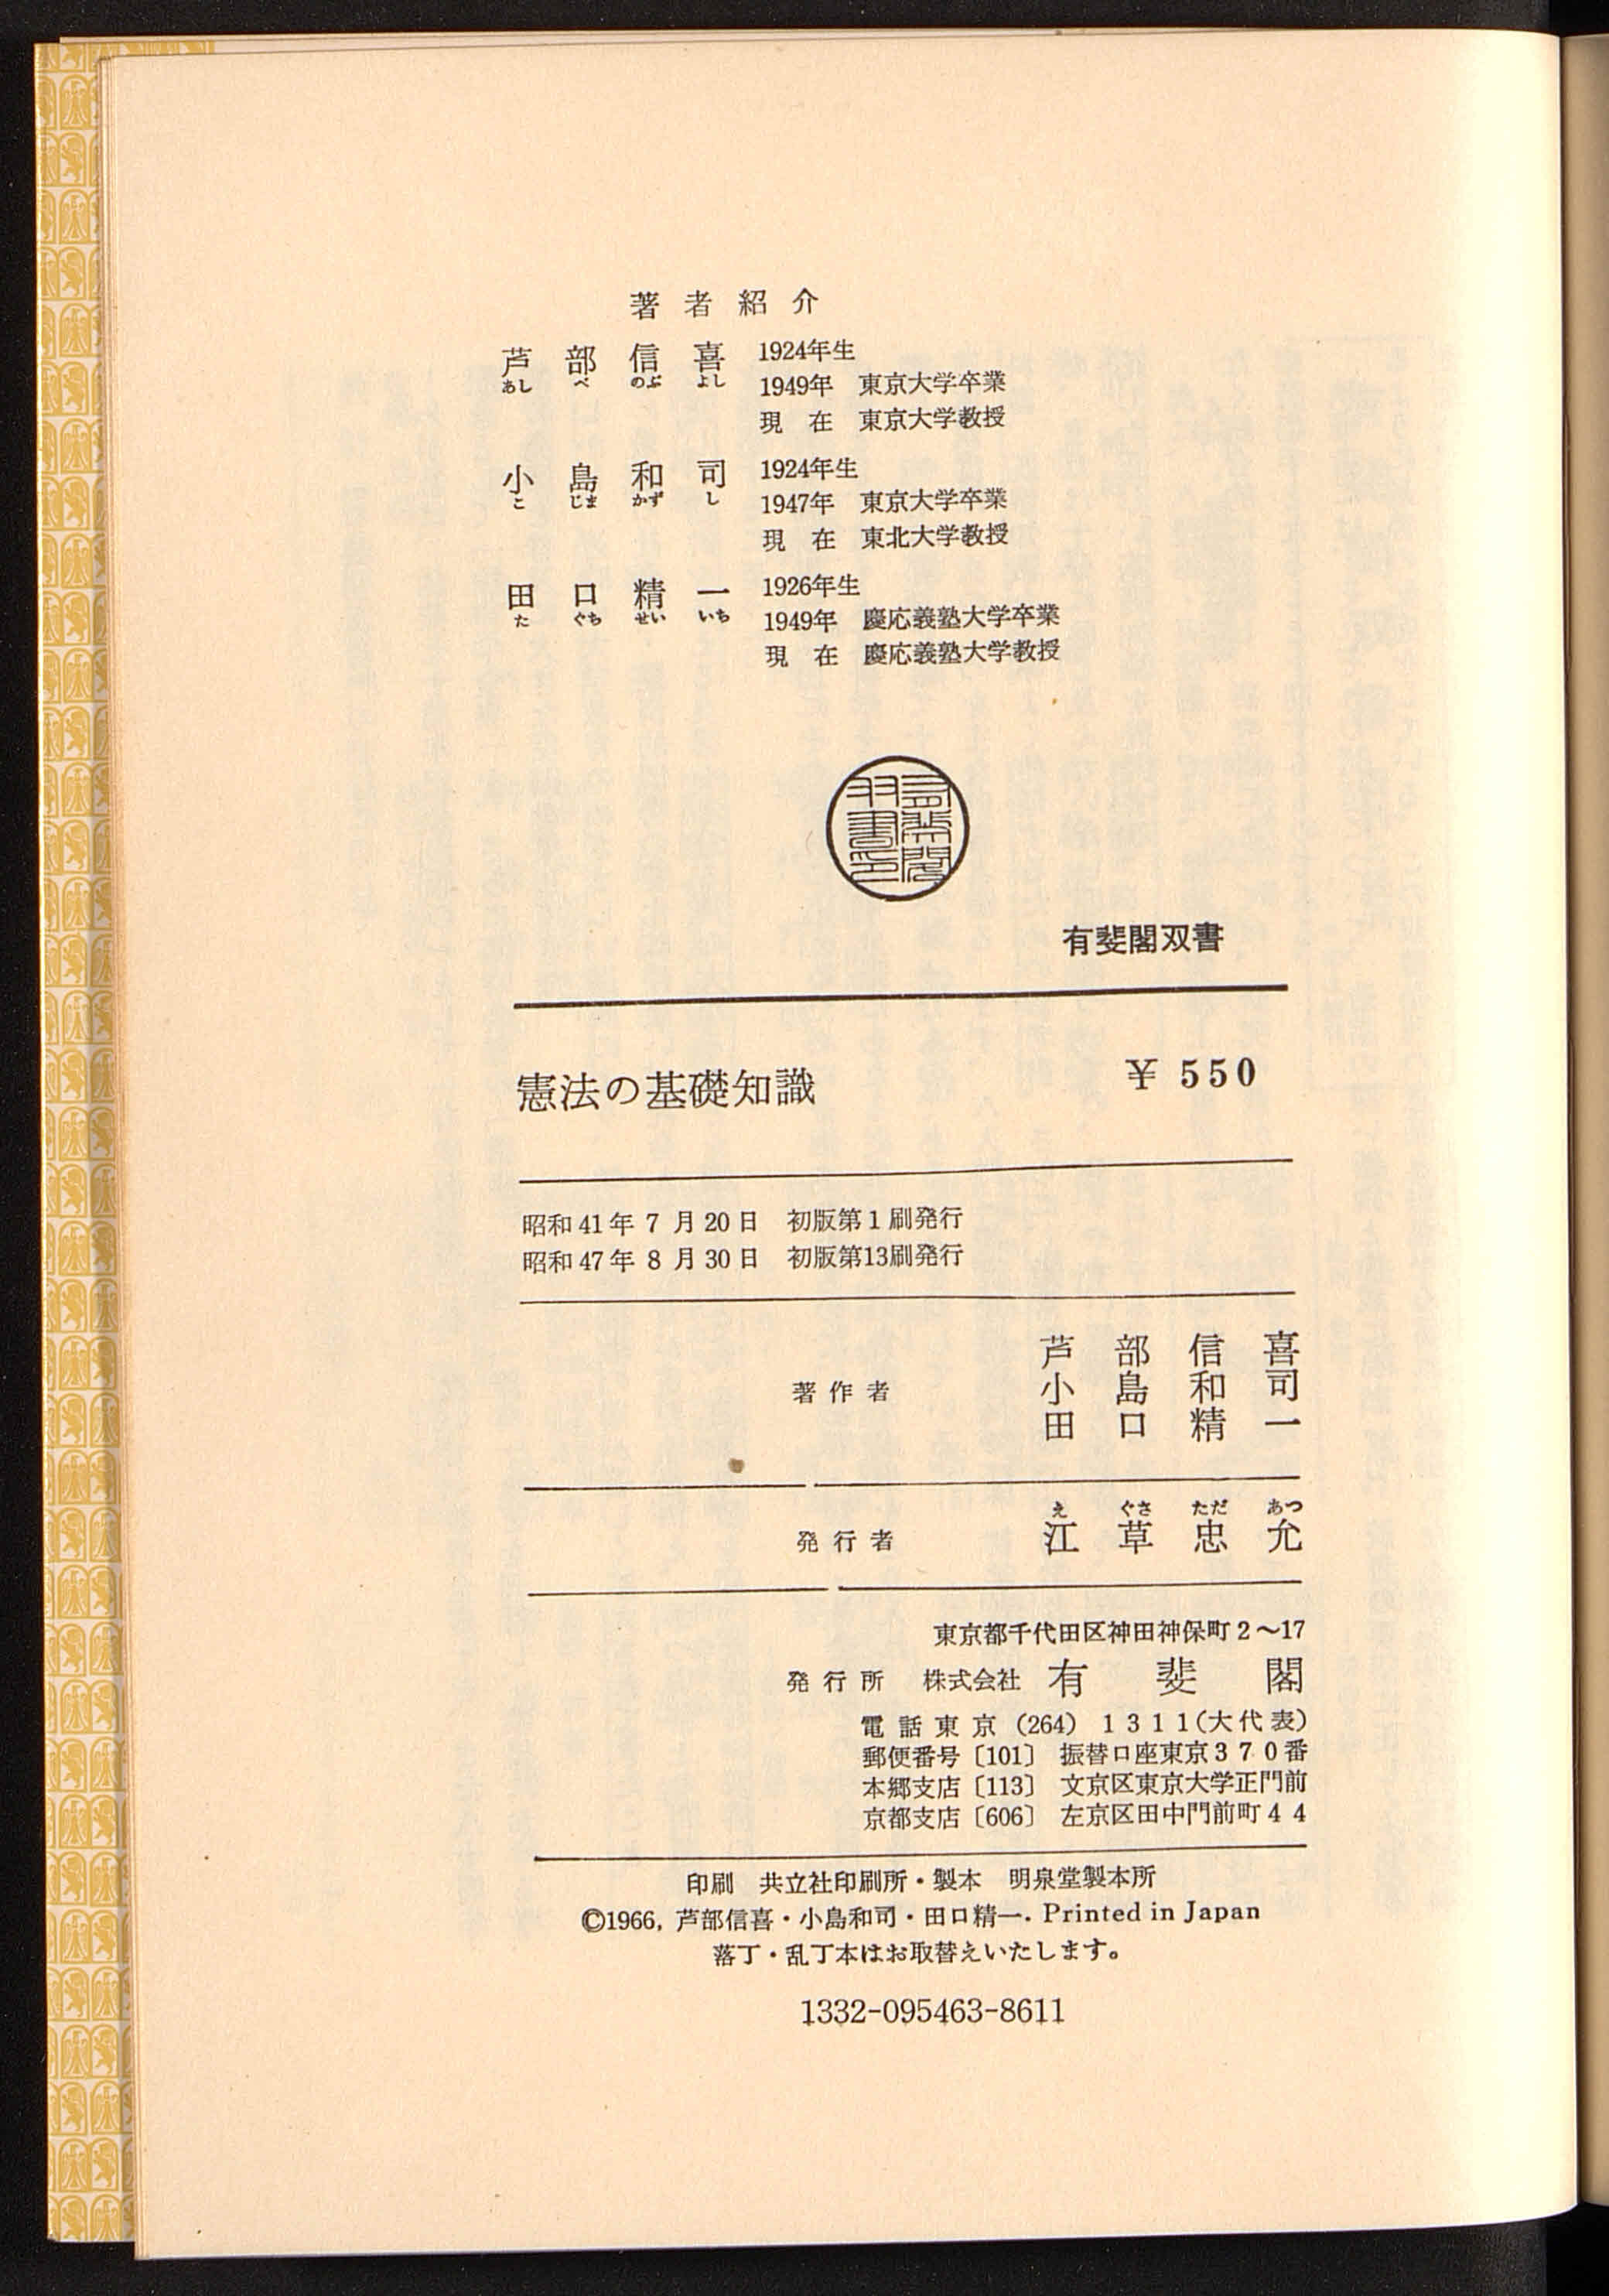 著者紹介
芦部信喜 1924年生
あしべのぶよし
1949年 東京大学卒業
現在 東京大学教授
小島和司 1924年生
こじまかずし
1947年 東京大学卒業
現在 東北大学教授
田口精一 1926年生
たぐちせいいち
1949年 慶応義塾大学卒業
現在 慶応義塾大学教授
有斐閣双書印
有斐閣双書
憲法の基礎知識 ¥550
昭和41年7月20日 初版第1刷発行
昭和47年8月30日 初版第13刷発行
芦部信喜
著作者 小島和司
田口精一
えぐさただあつ
発行者 江草忠允
東京都千代田区神田神保町2〜17
発行所 株式会社 有斐閣
電話東京(264)1311(大代表)
郵便番号〔101〕振替口座東京370番
本郷支店〔113〕文京区東京大学正門前
京都支店〔606〕左京区田中門前町44
印刷 共立社印刷所・製本 明泉堂製本所
©1966, 芦部信喜・小島和司・田口精一. Printed in Japan
落丁・乱丁本はお取替えいたします。
1332-095463-8611